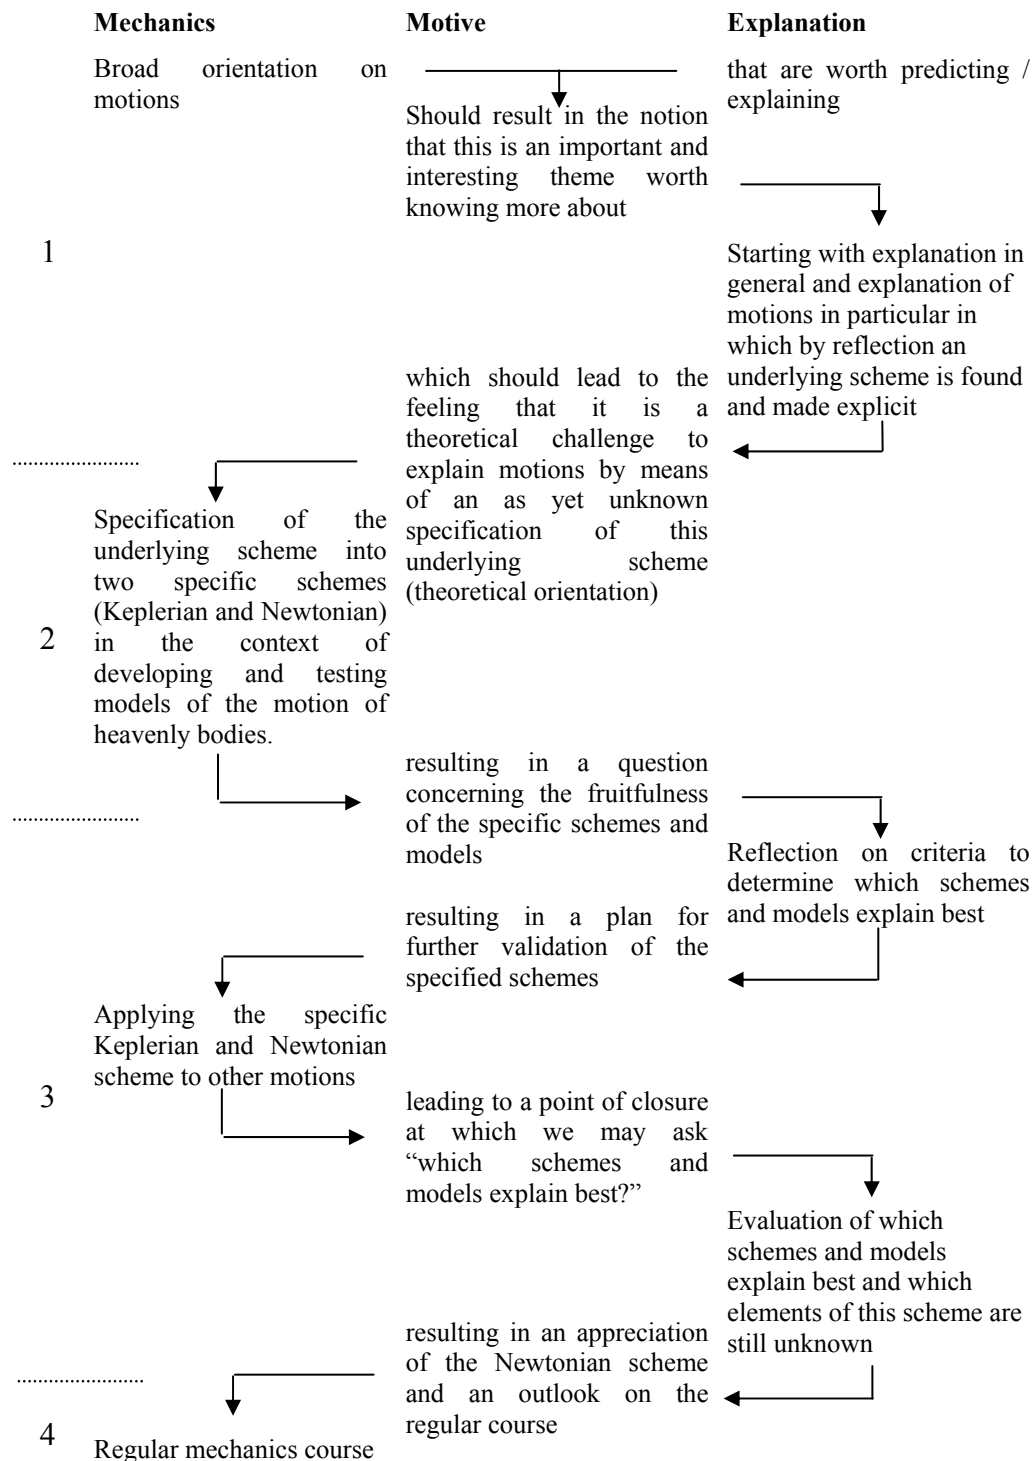 Mechanics Motive Explanation
Broad orientation on
motions
that are worth predicting /
explaining
Should result in the notion
that this is an important and
interesting theme worth
knowing more about
1
Starting with explanation in
general and explanation of
motions in particular in
which by reflection an
underlying scheme is found
and made explicit
which should lead to the
feeling that it is a
theoretical challenge to
explain motions by means
of an as yet unknown
specification of this
underlying scheme
(theoretical orientation)
.........................
Specification of the
underlying scheme into
two specific schemes
(Keplerian and Newtonian)
in the context of
developing and testing
models of the motion of
heavenly bodies.
2
resulting in a question
concerning the fruitfulness
of the specific schemes and
models
.........................
Reflection on criteria to
determine which schemes
and models explain best
resulting in a plan for
further validation of the
specified schemes
Applying the specific
Keplerian and Newtonian
scheme to other motions
3
leading to a point of closure
at which we may ask
“which schemes and
models explain best?”
Evaluation of which
schemes and models
explain best and which
elements of this scheme are
still unknown
resulting in an appreciation
of the Newtonian scheme
and an outlook on the
regular course
.........................
4
Regular mechanics course